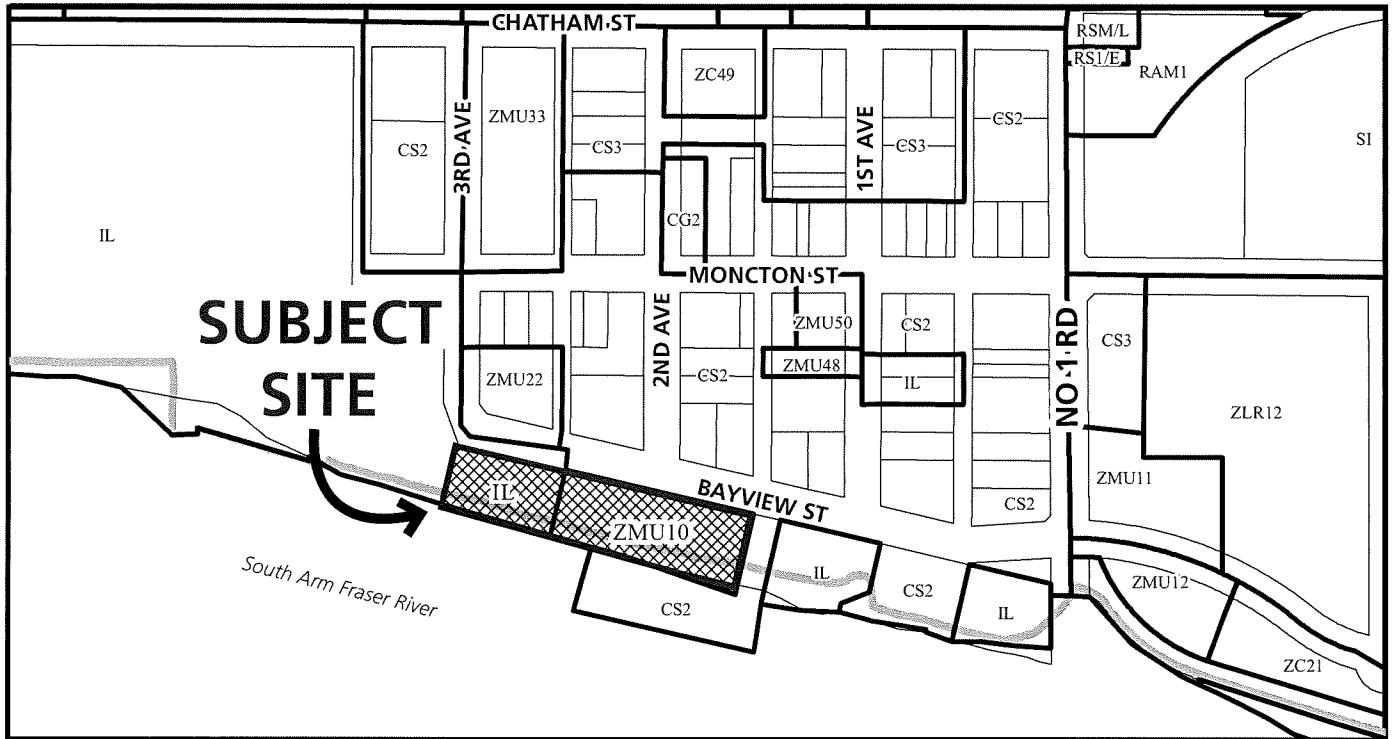 CHATHAM ST
RSM/L
RS1/E
RAM1
ZC49
3RD AVE
ZMU33
1ST AVE
CS2
CS2
CS3
CS3
SI
CG2
IL
MONCTON ST
SUBJECT
SITE
2ND AVE
ZMU50
CS2
NO 1 RD
CS3
ZMU22
CS2
ZMU48
IL
ZLR12
ZMU11
IL
BAYVIEW ST
CS2
ZMU10
South Arm Fraser River
IL
CS2
ZMU12
CS2
IL
ZC21